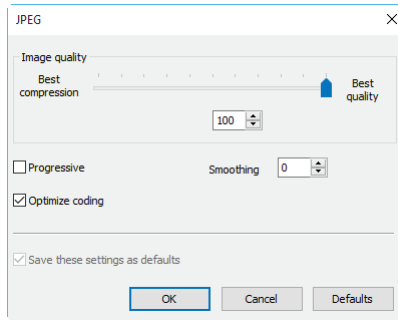 JPEG
Image quality
Best compression
Best quality
100
Progressive
Smoothing 0
Optimize coding
Save these settings as defaults
OK Cancel Defaults